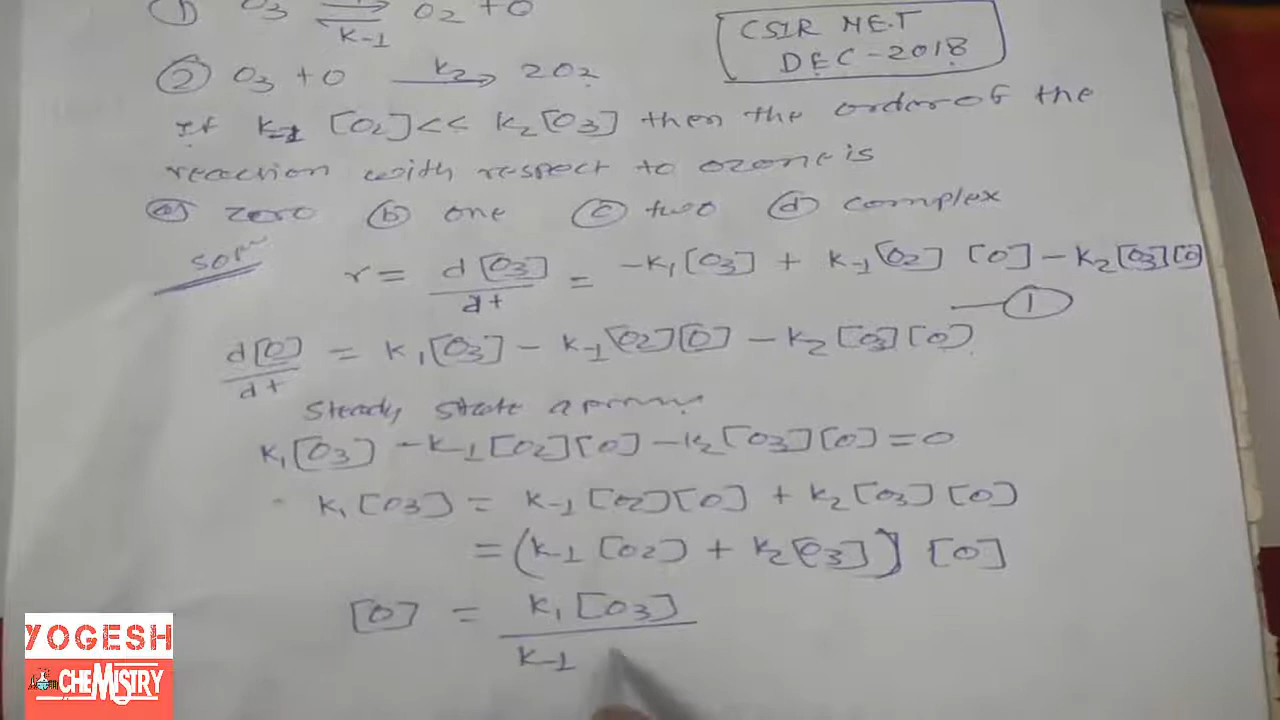 ① O3 ⇌ O2 + O
K-1
② O3 + O →K2 2O2
CSIR NET
DEC-2018
If K-1 [O2] << K2[O3] then the order of the
reaction with respect to ozone is
ⓐ zero ⓑ one ⓒ two ⓓ complex
Solⁿ
r = d[O3]/dt = -K1[O3] + K-1[O2] [O] - K2[O3][O]
①
d[O]/dt = K1[O3] - K-1[O2][O] - K2[O3][O]
Steady state
K1[O3] - K-1[O2][O] - K2[O3][O] = 0
K1[O3] = K-1[O2][O] + K2[O3][O]
= (K-1[O2] + K2[O3]) [O]
[O] = K1[O3]
K-1
YOGESH
CHEMISTRY